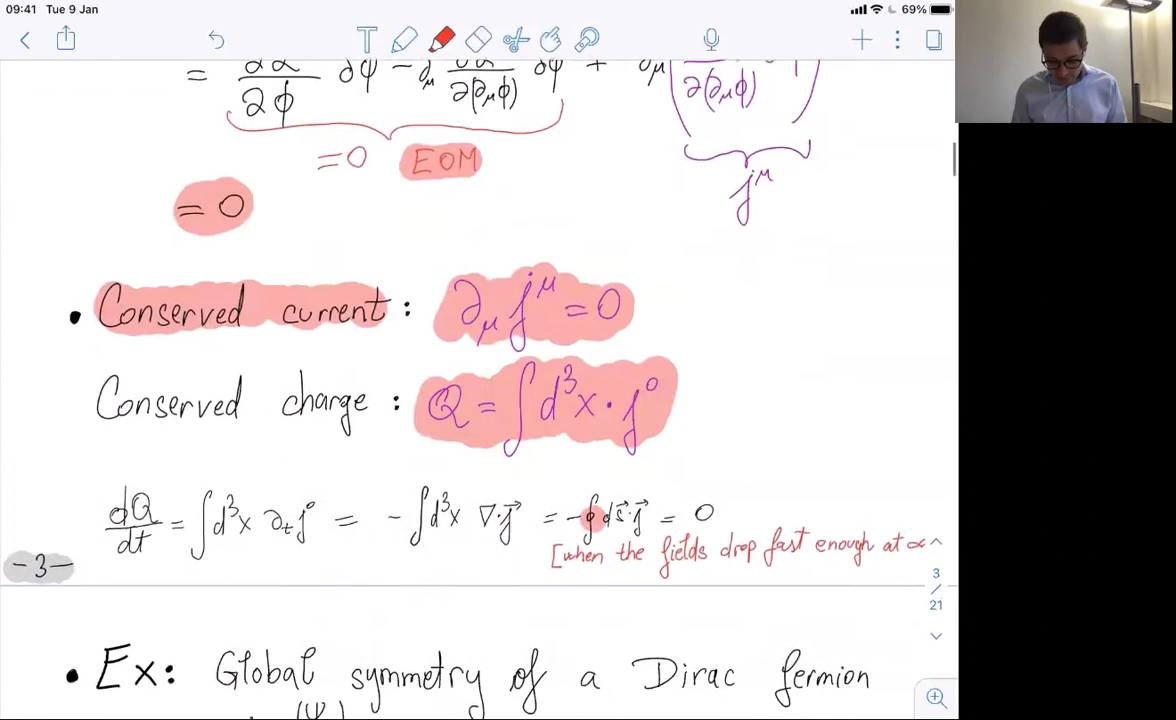 09:41 Tue 9 Jan 69%
T
= ∂ϕ − ∂μ ∂(∂μϕ) + ∂μ( ∂(∂μϕ) )
=0 EOM
jμ
= 0
• Conserved current : ∂μ jμ = 0
Conserved charge : Q = ∫d³x · j⁰
dQ/dt = ∫d³x ∂t j⁰ = − ∫d³x ∇·j⃗ = −∮ds⃗·j⃗ = 0
[when the fields drop fast enough at ∞
-3-
3
/
21
• Ex: Global symmetry of a Dirac fermion
(ψ)